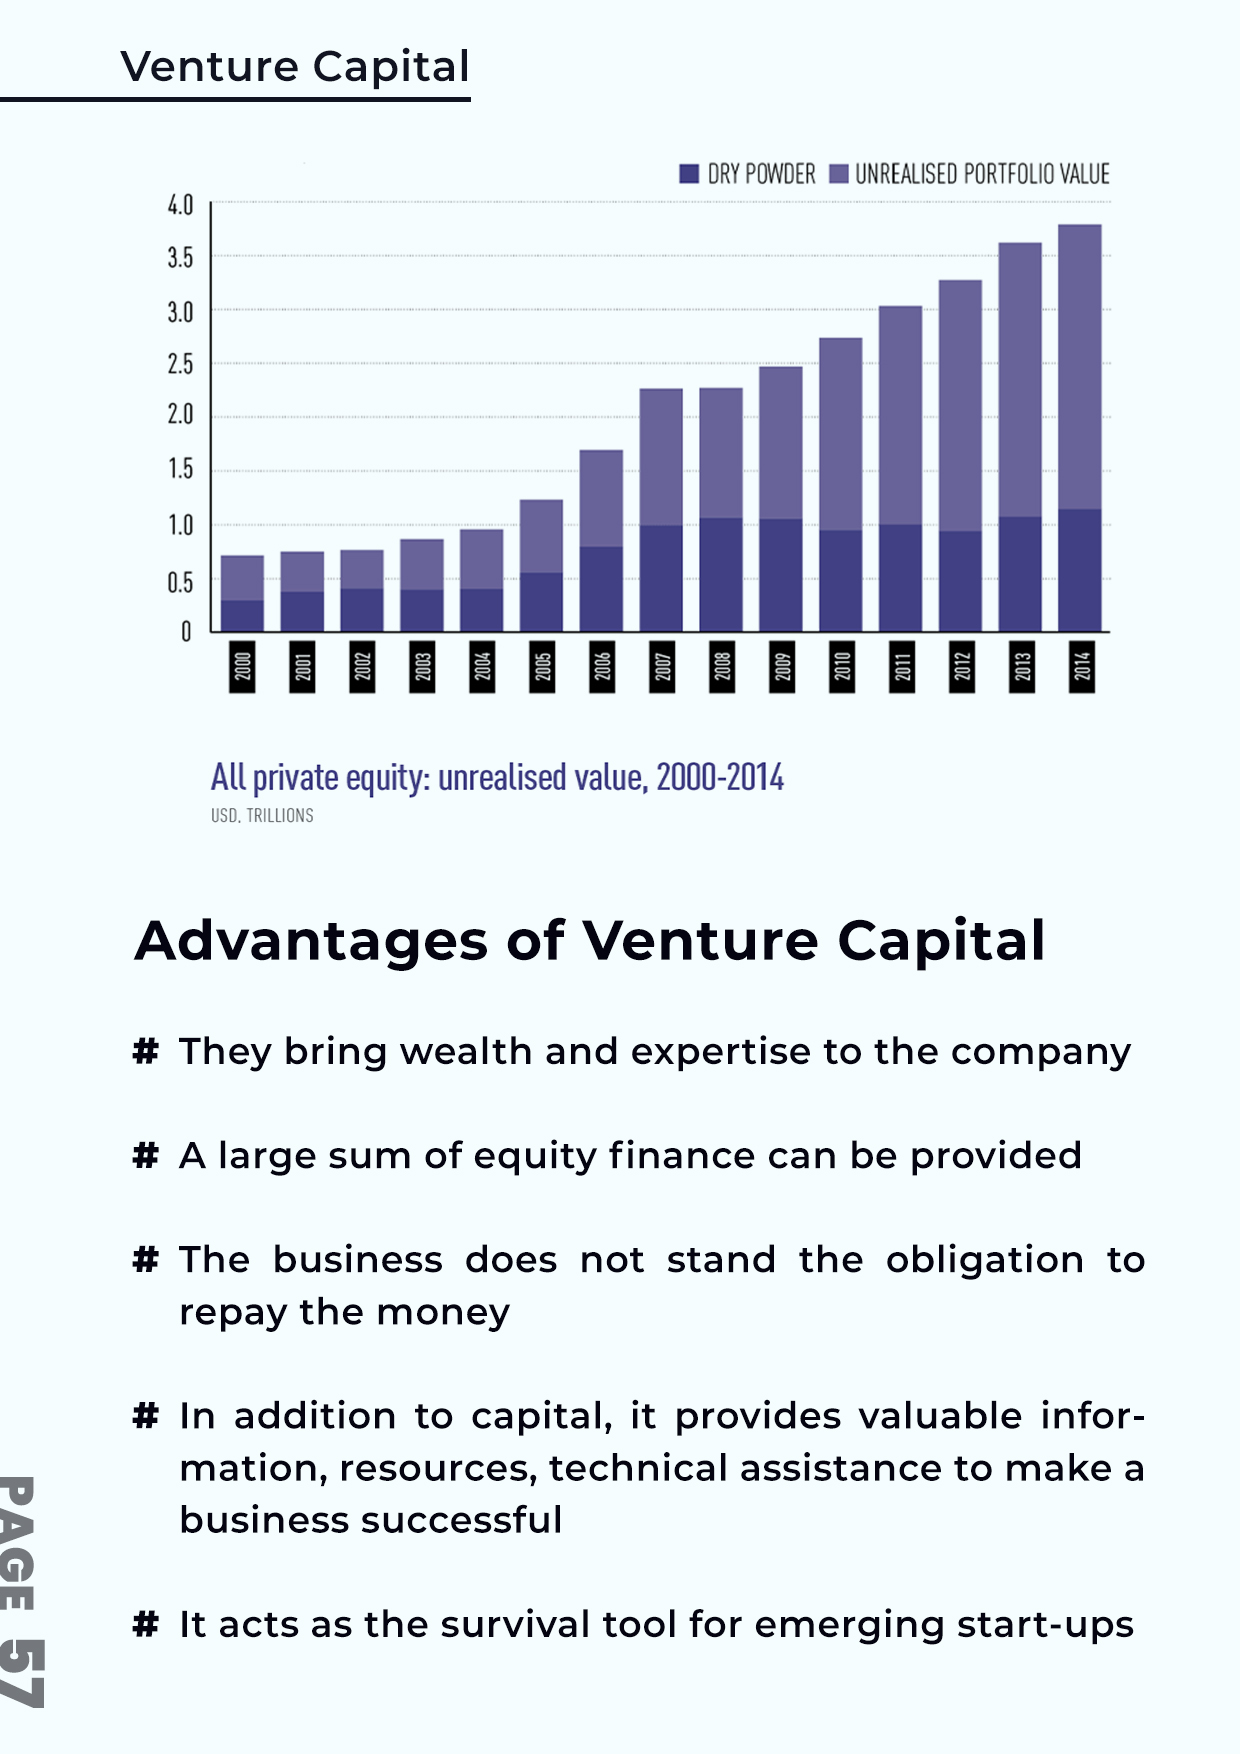 Venture Capital
DRY POWDER UNREALISED PORTFOLIO VALUE
4.0
3.5
3.0
2.5
2.0
1.5
1.0
0.5
0
2000 2001 2002 2003 2004 2005 2006 2007 2008 2009 2010 2011 2012 2013 2014
All private equity: unrealised value, 2000-2014
USD, TRILLIONS
Advantages of Venture Capital
# They bring wealth and expertise to the company
# A large sum of equity finance can be provided
# The business does not stand the obligation to
repay the money
# In addition to capital, it provides valuable infor-
mation, resources, technical assistance to make a
business successful
# It acts as the survival tool for emerging start-ups
PAGE 57